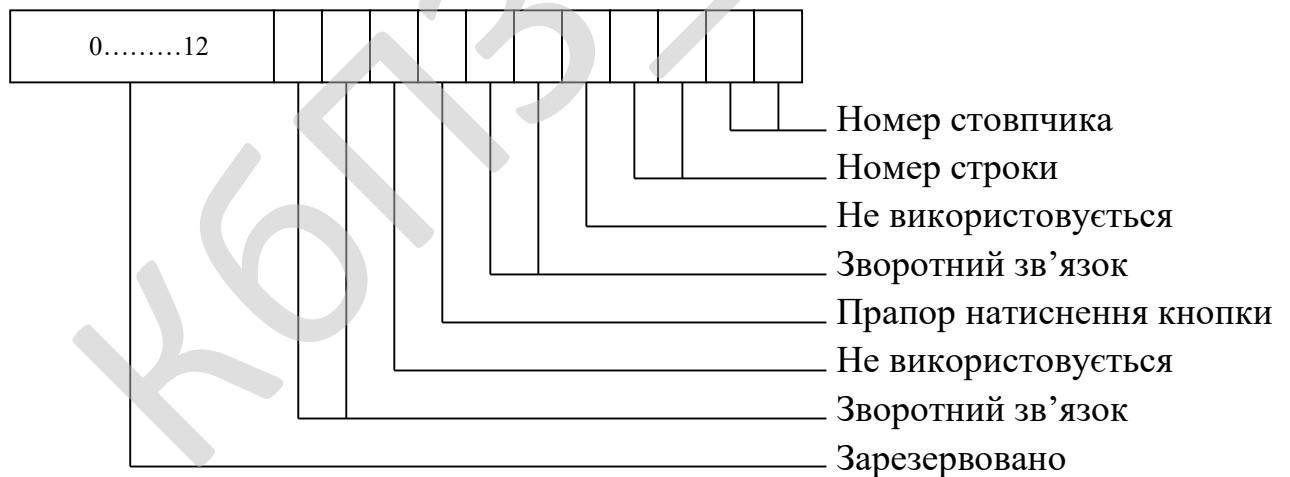 0.........12
Номер стовпчика
Номер строки
Не використовується
Зворотний зв’язок
Прапор натиснення кнопки
Не використовується
Зворотний зв’язок
Зарезервовано
КбПЗ_